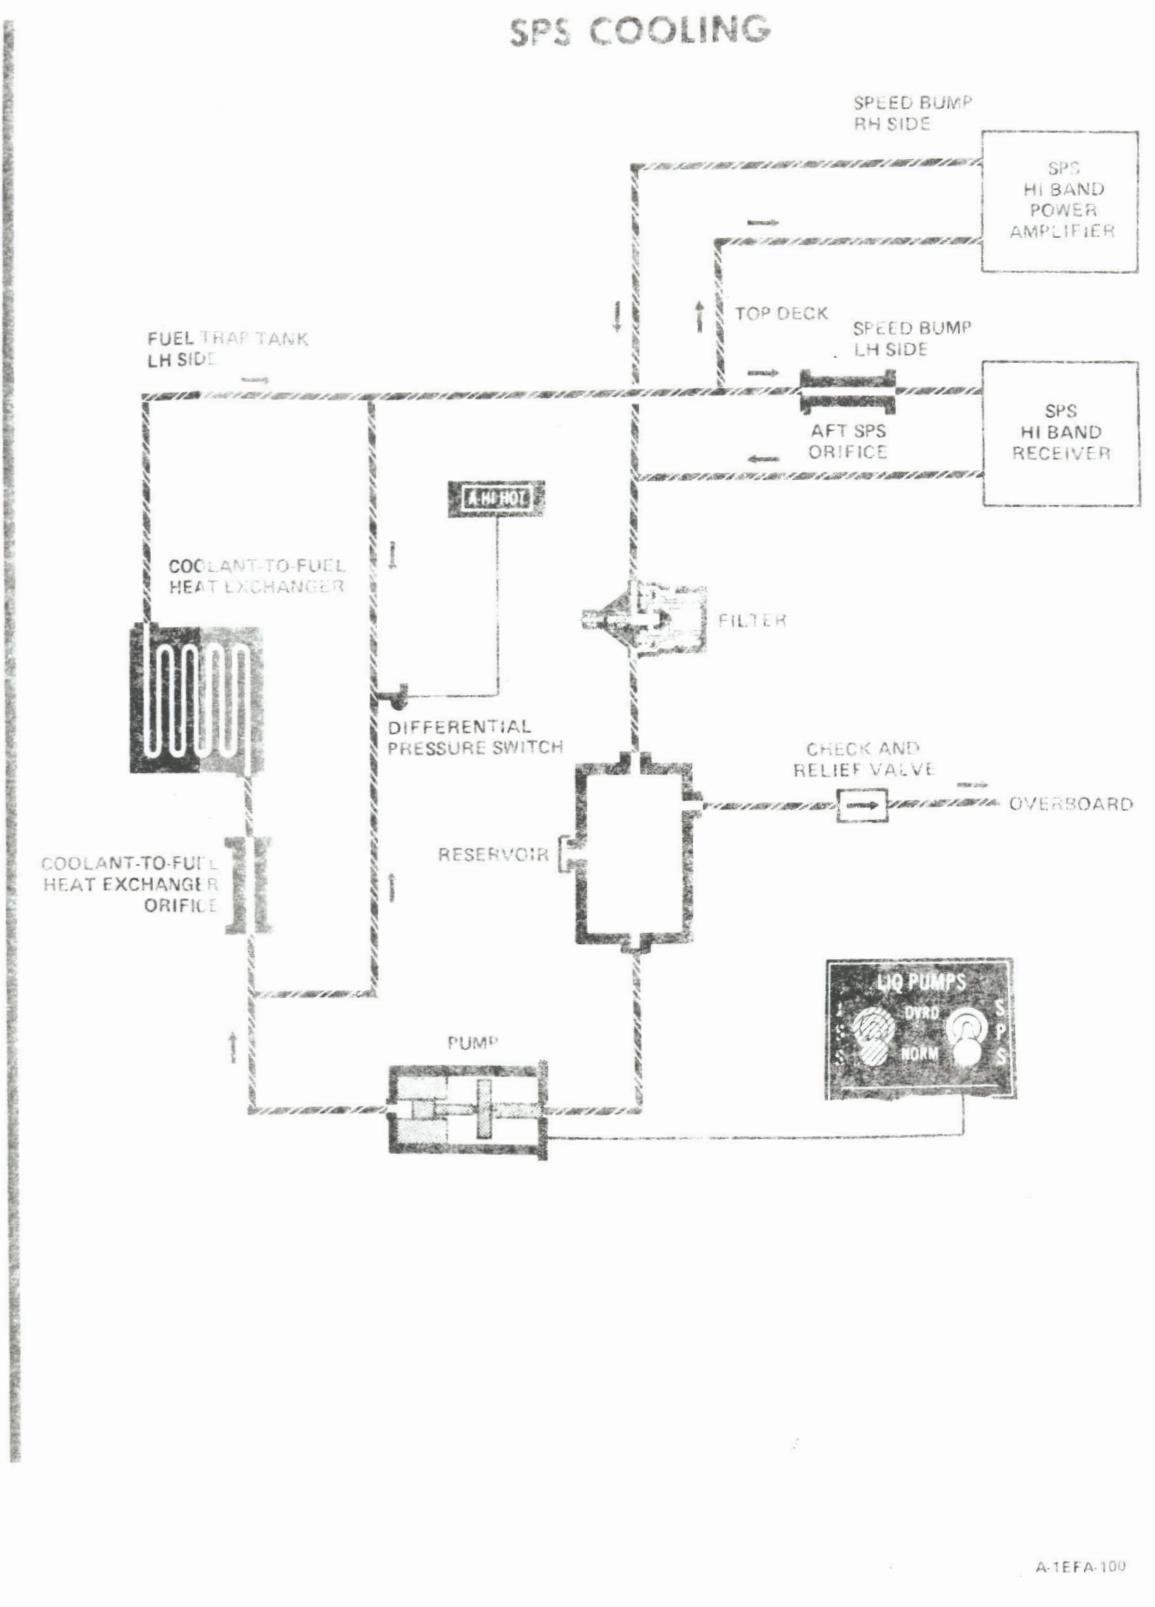 SPS COOLING
SPEED BUMP
RH SIDE
SPS
HI BAND
POWER
AMPLIFIER
TOP DECK
FUEL TRAP TANK
LH SIDE
SPEED BUMP
LH SIDE
AFT SPS
ORIFICE
SPS
HI BAND
RECEIVER
A-HI HOT
COOLANT-TO-FUEL
HEAT EXCHANGER
FILTER
DIFFERENTIAL
PRESSURE SWITCH
CHECK AND
RELIEF VALVE
OVERBOARD
RESERVOIR
COOLANT-TO-FUEL
HEAT EXCHANGER
ORIFICE
LIQ PUMPS
OVRD
NORM
SPS
PUMP
A-1EFA-100